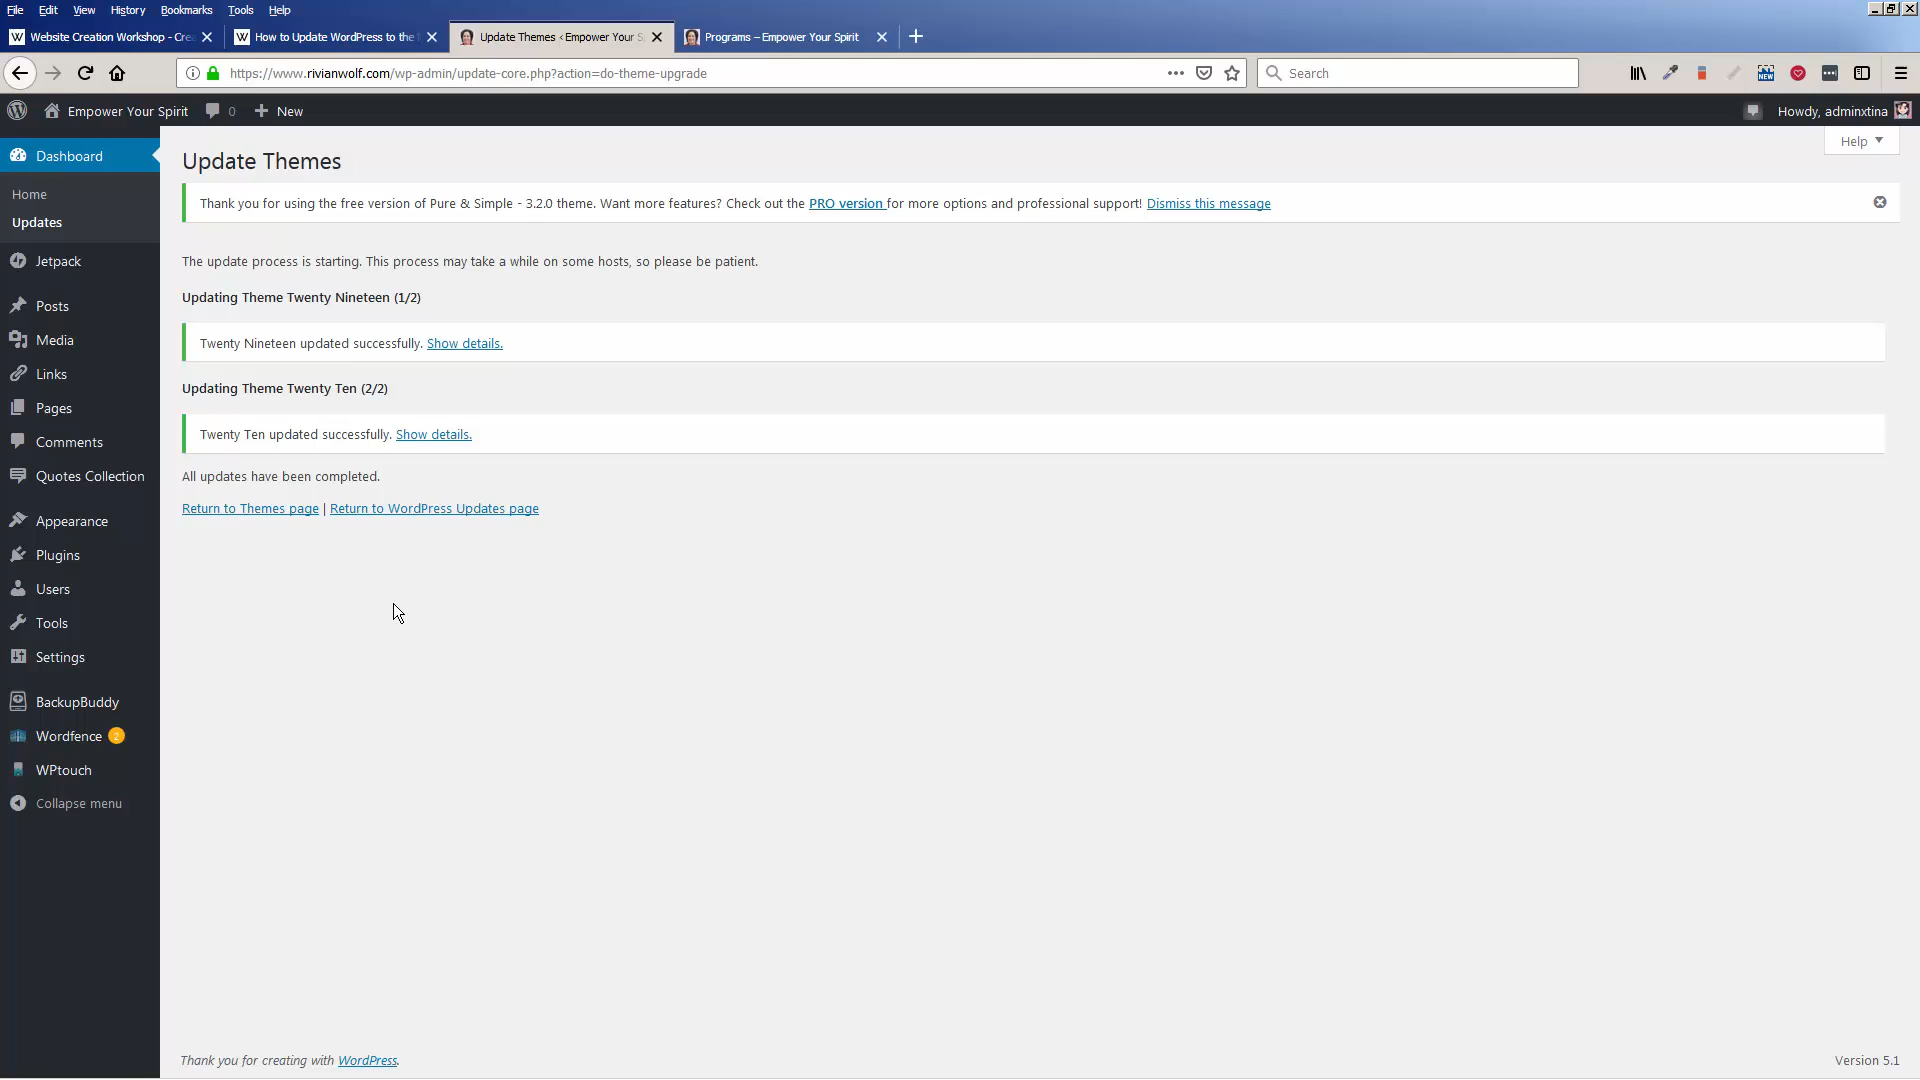 File Edit View History Bookmarks Tools Help
Website Creation Workshop - Cre
How to Update WordPress to the
Update Themes ‹ Empower Your S
Programs – Empower Your Spirit
https://www.rivianwolf.com/wp-admin/update-core.php?action=do-theme-upgrade
Search
NEW
Empower Your Spirit 0 New
Howdy, adminxtina
Help
Dashboard
Home
Updates
Jetpack
Posts
Media
Links
Pages
Comments
Quotes Collection
Appearance
Plugins
Users
Tools
Settings
BackupBuddy
Wordfence 2
WPtouch
Collapse menu
Update Themes
Thank you for using the free version of Pure & Simple - 3.2.0 theme. Want more features? Check out the PRO version for more options and professional support! Dismiss this message
The update process is starting. This process may take a while on some hosts, so please be patient.
Updating Theme Twenty Nineteen (1/2)
Twenty Nineteen updated successfully. Show details.
Updating Theme Twenty Ten (2/2)
Twenty Ten updated successfully. Show details.
All updates have been completed.
Return to Themes page | Return to WordPress Updates page
Thank you for creating with WordPress.
Version 5.1